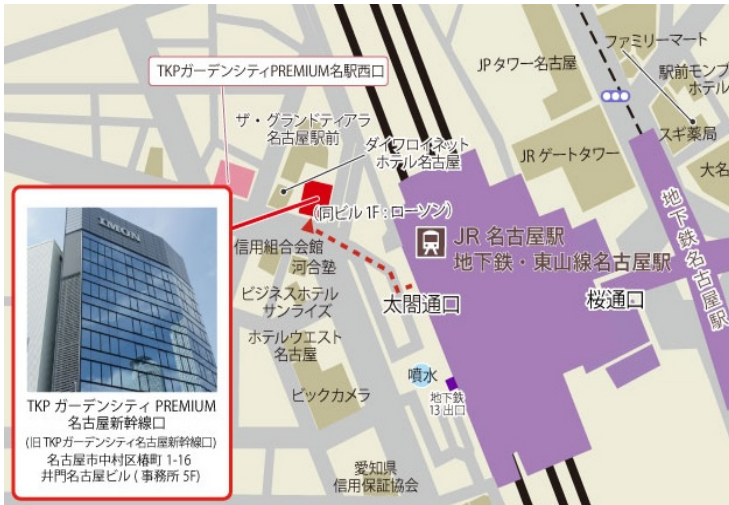 ファミリーマート
JPタワー名古屋
駅前モンブ
ホテル
TKPガーデンシティPREMIUM名駅西口
ザ・グランドティアラ
名古屋駅前
ダイワロイネット
ホテル名古屋
スギ薬局
JRゲートタワー
大名
(同ビル1F:ローソン)
IMON
信用組合会館
JR 名古屋駅
地下鉄・東山線名古屋駅
地下鉄名古屋駅
河合塾
太閤通口
桜通口
ビジネスホテル
サンライズ
ホテルウエスト
名古屋
噴水
ビックカメラ
地下鉄
13出口
TKP ガーデンシティ PREMIUM
名古屋新幹線口
(旧 TKP ガーデンシティ名古屋新幹線口)
名古屋市中村区椿町 1-16
井門名古屋ビル ( 事務所 5F)
愛知県
信用保証協会